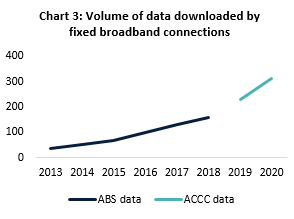 Chart 3: Volume of data downloaded by
fixed broadband connections
400
300
200
100
0
2013 2014 2015 2016 2017 2018 2019 2020
ABS data ACCC data